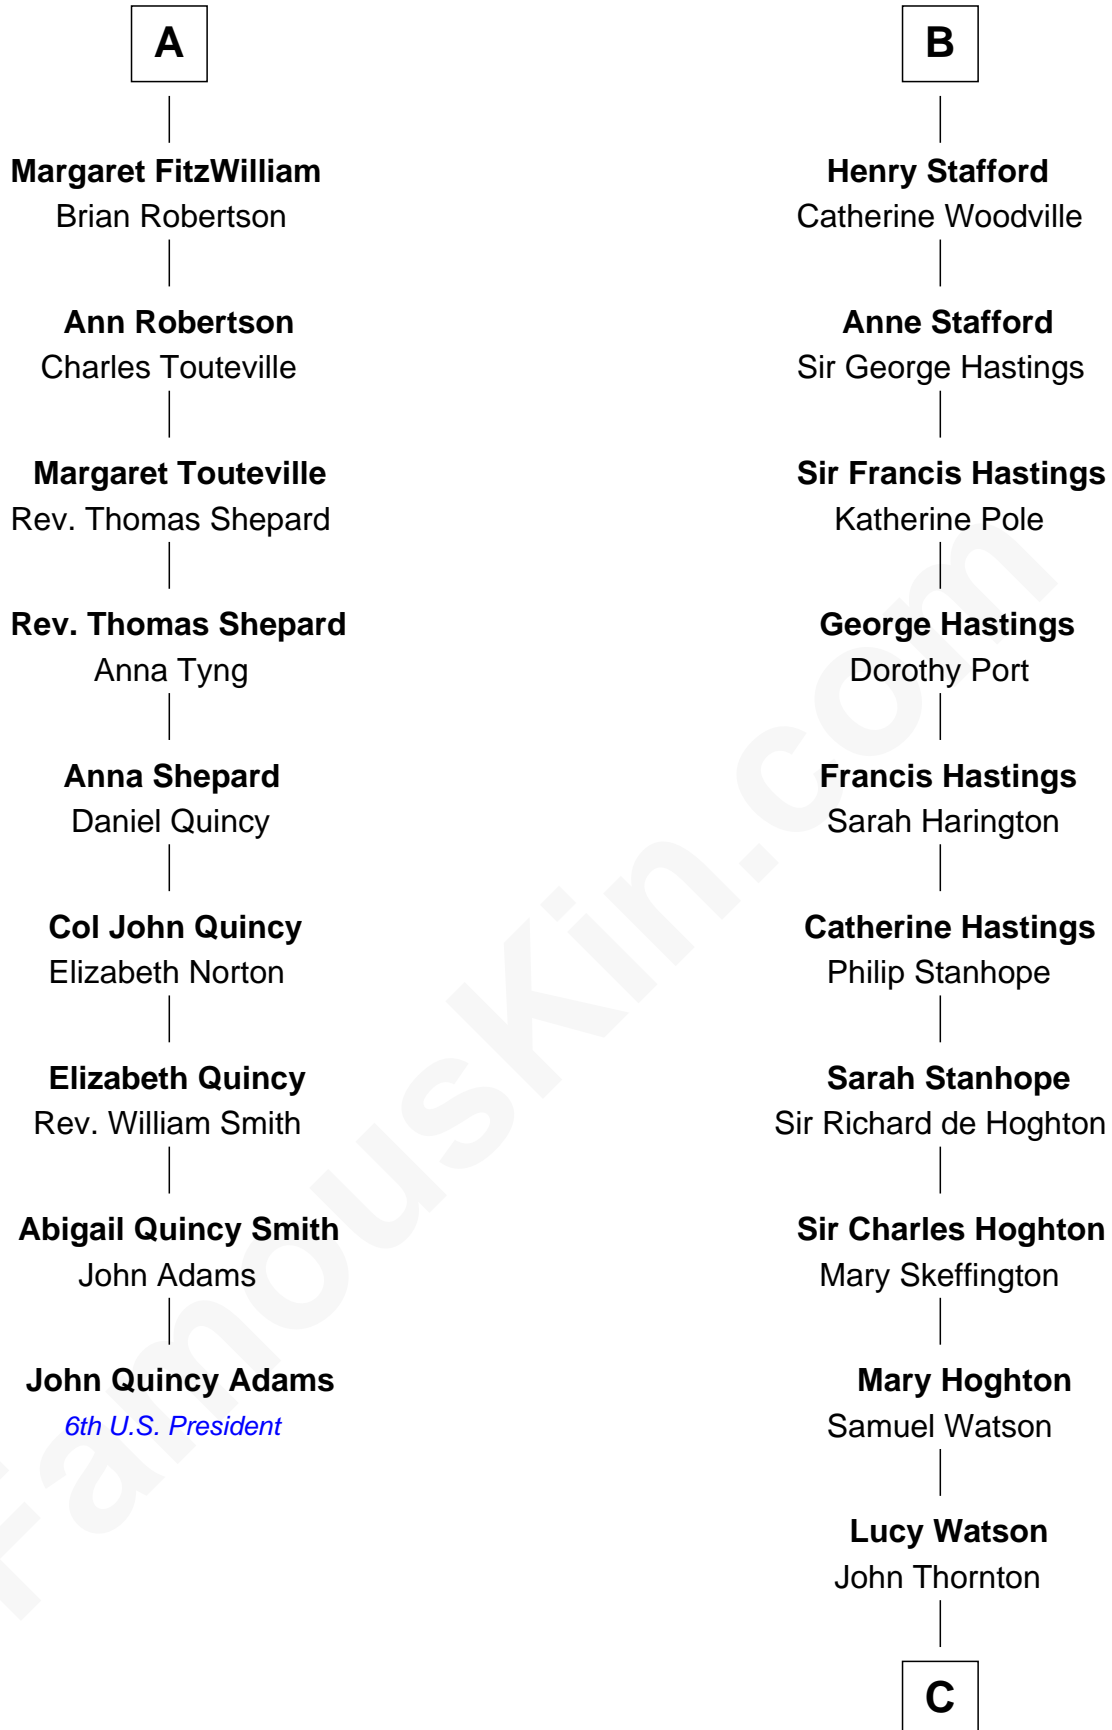 A
Margaret FitzWilliam
Brian Robertson
Ann Robertson
Charles Touteville
Margaret Touteville
Rev. Thomas Shepard
Rev. Thomas Shepard
Anna Tyng
Anna Shepard
Daniel Quincy
Col John Quincy
Elizabeth Norton
Elizabeth Quincy
Rev. William Smith
Abigail Quincy Smith
John Adams
John Quincy Adams
6th U.S. President
B
Henry Stafford
Catherine Woodville
Anne Stafford
Sir George Hastings
Sir Francis Hastings
Katherine Pole
George Hastings
Dorothy Port
Francis Hastings
Sarah Harington
Catherine Hastings
Philip Stanhope
Sarah Stanhope
Sir Richard de Hoghton
Sir Charles Hoghton
Mary Skeffington
Mary Hoghton
Samuel Watson
Lucy Watson
John Thornton
C
FamousKin.com